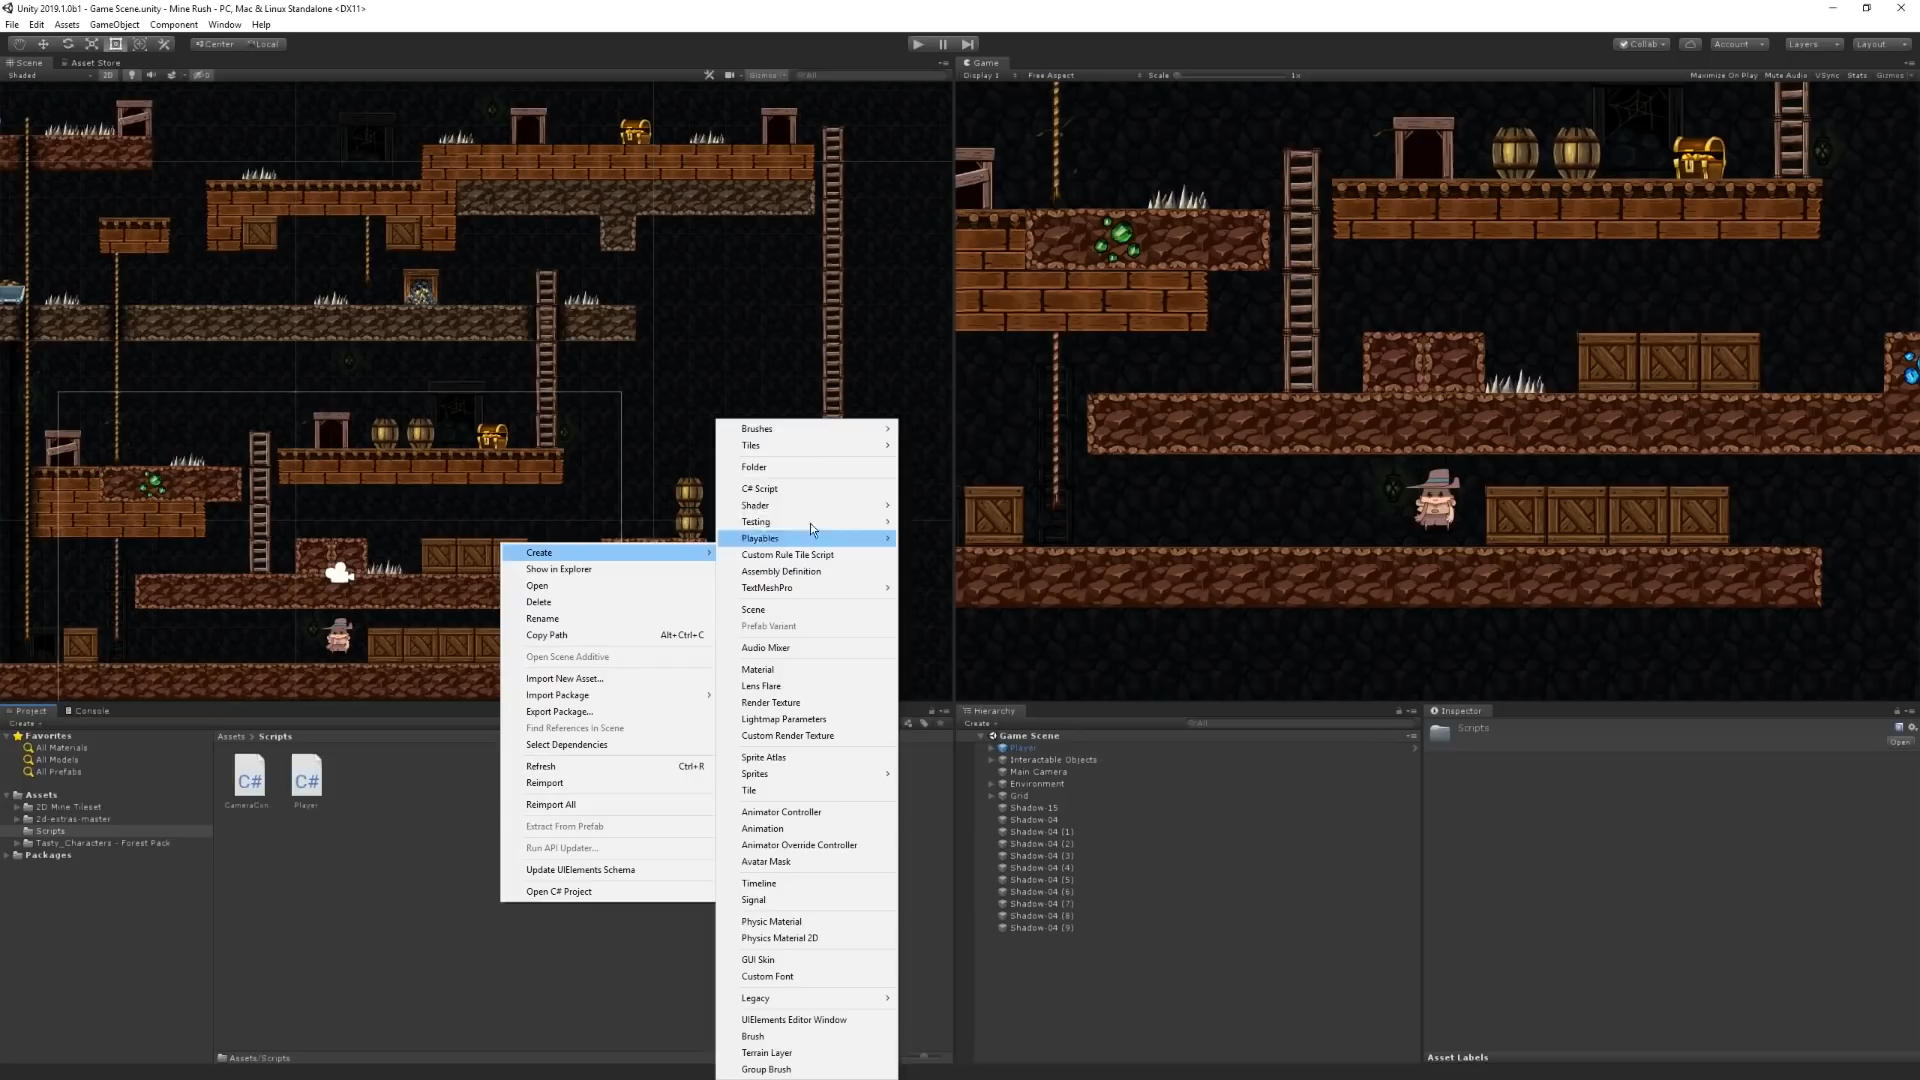 Unity 2019.1.0b1 - Game Scene.unity - Mine Rush - PC, Mac & Linux Standalone <DX11>
File Edit Assets GameObject Component Window Help
Center Local
Collab Account Layers Layout
Scene Asset Store
Shaded 2D Gizmos All
Game
Display 1 Free Aspect Scale 1x Maximize On Play Mute Audio VSync Stats Gizmos
Create
Show in Explorer
Open
Delete
Rename
Copy Path Alt+Ctrl+C
Open Scene Additive
Import New Asset...
Import Package
Export Package...
Find References In Scene
Select Dependencies
Refresh Ctrl+R
Reimport
Reimport All
Extract From Prefab
Run API Updater...
Update UIElements Schema
Open C# Project
Brushes
Tiles
Folder
C# Script
Shader
Testing
Playables
Custom Rule Tile Script
Assembly Definition
TextMeshPro
Scene
Prefab Variant
Audio Mixer
Material
Lens Flare
Render Texture
Lightmap Parameters
Custom Render Texture
Sprite Atlas
Sprites
Tile
Animator Controller
Animation
Animator Override Controller
Avatar Mask
Timeline
Signal
Physic Material
Physics Material 2D
GUI Skin
Custom Font
Legacy
UIElements Editor Window
Brush
Terrain Layer
Group Brush
Project Console
Create
Favorites
All Materials
All Models
All Prefabs
Assets
2D Mine Tileset
2d-extras-master
Scripts
Tasty_Characters - Forest Pack
Packages
Assets Scripts
C# C#
CameraCon... Player
Assets/Scripts
Hierarchy
Create All
Game Scene
Player
Interactable Objects
Main Camera
Environment
Grid
Shadow-15
Shadow-04
Shadow-04 (1)
Shadow-04 (2)
Shadow-04 (3)
Shadow-04 (4)
Shadow-04 (5)
Shadow-04 (6)
Shadow-04 (7)
Shadow-04 (8)
Shadow-04 (9)
Inspector
Scripts
Open
Asset Labels